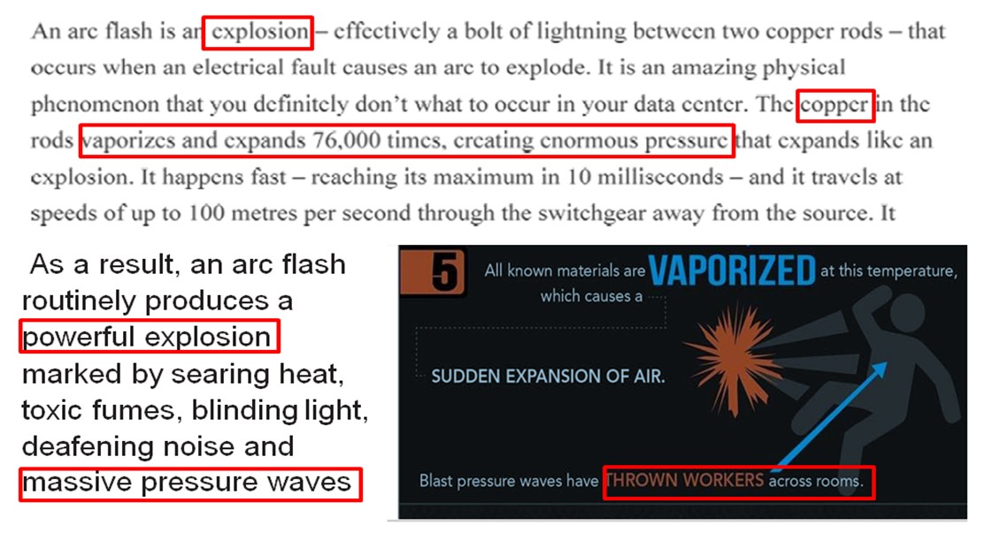 An arc flash is an explosion – effectively a bolt of lightning between two copper rods – that
occurs when an electrical fault causes an arc to explode. It is an amazing physical
phenomenon that you definitely don’t what to occur in your data center. The copper in the
rods vaporizes and expands 76,000 times, creating enormous pressure that expands like an
explosion. It happens fast – reaching its maximum in 10 milliseconds – and it travels at
speeds of up to 100 metres per second through the switchgear away from the source. It
As a result, an arc flash
routinely produces a
powerful explosion
marked by searing heat,
toxic fumes, blinding light,
deafening noise and
massive pressure waves
5
All known materials are VAPORIZED at this temperature,
which causes a
SUDDEN EXPANSION OF AIR.
Blast pressure waves have THROWN WORKERS across rooms.